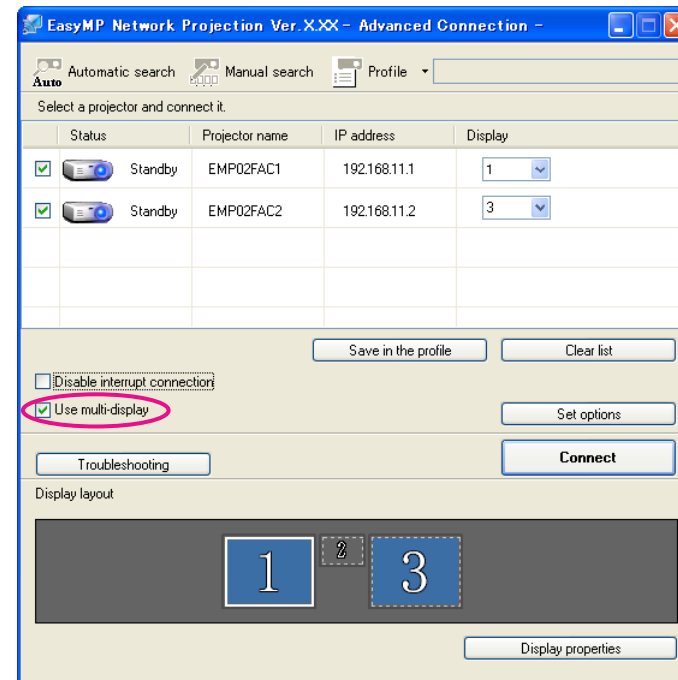 EasyMP Network Projection Ver.X.XX - Advanced Connection -
Auto Automatic search Manual search Profile
Select a projector and connect it.
Status Projector name IP address Display
Standby EMP02FAC1 192.168.11.1 1
Standby EMP02FAC2 192.168.11.2 3
Save in the profile Clear list
Disable interrupt connection
Use multi-display Set options
Troubleshooting Connect
Display layout
1 2 3
Display properties